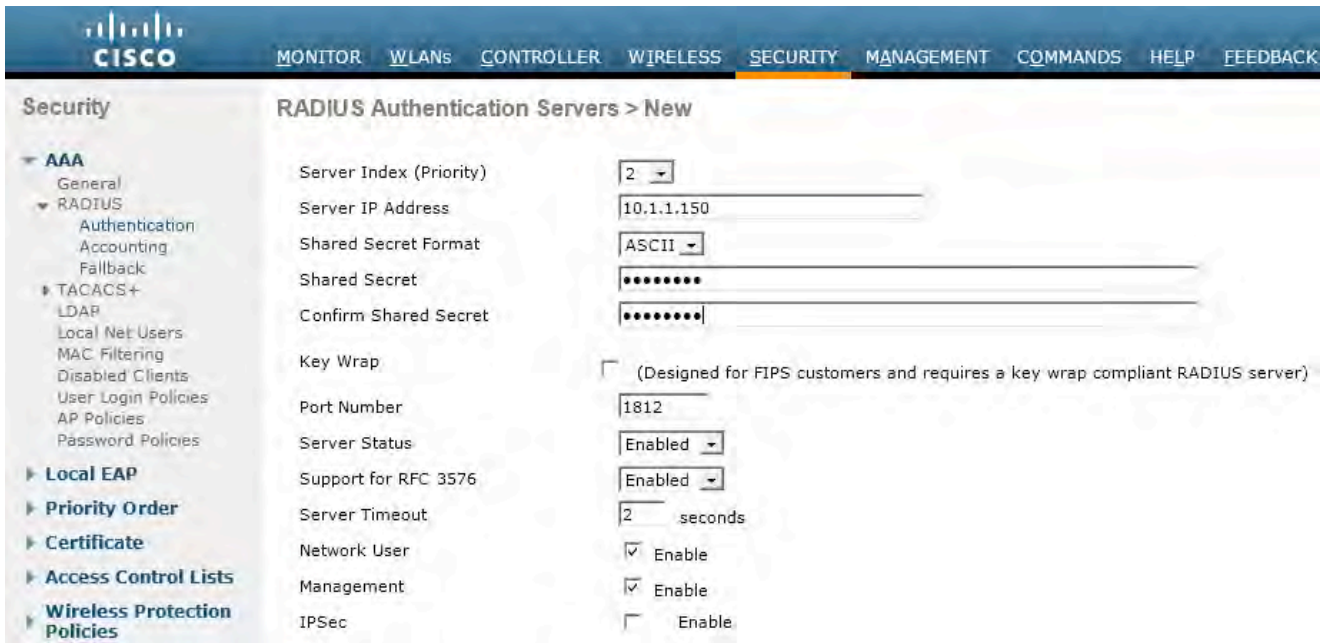 CISCO
MONITOR WLANs CONTROLLER WIRELESS SECURITY MANAGEMENT COMMANDS HELP FEEDBACK
Security
AAA
General
RADIUS
Authentication
Accounting
Fallback
TACACS+
LDAP
Local Net Users
MAC Filtering
Disabled Clients
User Login Policies
AP Policies
Password Policies
Local EAP
Priority Order
Certificate
Access Control Lists
Wireless Protection
Policies
RADIUS Authentication Servers > New
Server Index (Priority) 2
Server IP Address 10.1.1.150
Shared Secret Format ASCII
Shared Secret ••••••••
Confirm Shared Secret ••••••••
Key Wrap (Designed for FIPS customers and requires a key wrap compliant RADIUS server)
Port Number 1812
Server Status Enabled
Support for RFC 3576 Enabled
Server Timeout 2 seconds
Network User Enable
Management Enable
IPSec Enable